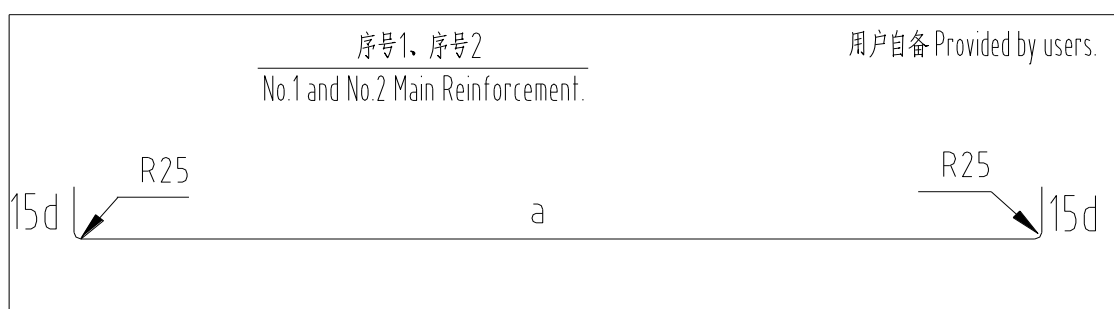 序号1、序号2
用户自备 Provided by users.
No.1 and No.2 Main Reinforcement.
R25
R25
15d
a
15d